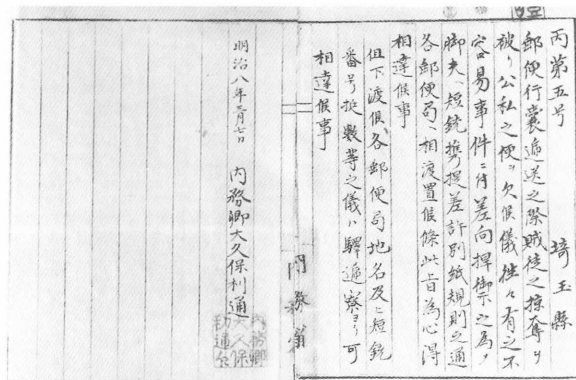 丙第五号　埼玉縣
郵便行嚢遞送之際賊徒之掠奪ヲ
被リ公私之便ヲ欠候儀往々有之不
容易事件ニ付差向捍禦之為メ
脚夫ヘ短銃携提差許別紙規則之通
各郵便局ヘ相渡置候條此旨為心得
相達候事
但下渡候各郵便局地名及ヒ短銃
番号挺数等之儀ハ驛遞寮ヨリ可
相達候事
明治八年三月七日
内務卿大久保利通
内務省